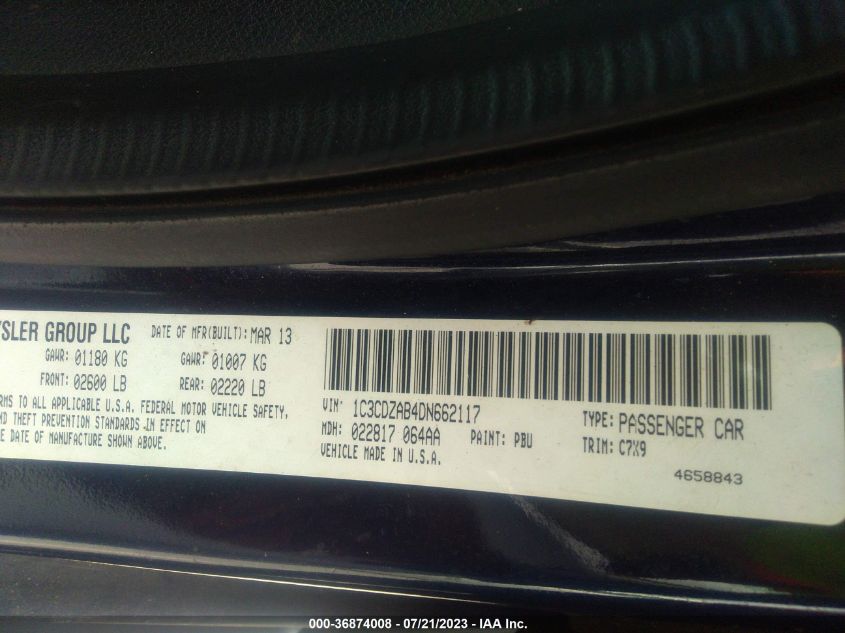 YSLER GROUP LLC
DATE OF MFR(BUILT): MAR 13
GAWR: 01180 KG
GAWR: 01007 KG
FRONT: 02600 LB
REAR: 02220 LB
RMS TO ALL APPLICABLE U.S.A. FEDERAL MOTOR VEHICLE SAFETY,
ND THEFT PREVENTION STANDARDS IN EFFECT ON
E DATE OF MANUFACTURE SHOWN ABOVE.
VIN: 1C3CDZAB4DN662117
TYPE: PASSENGER CAR
MDH: 022817 064AA
PAINT: PBU
TRIM: C7X9
VEHICLE MADE IN U.S.A.
4658843
000-36874008 - 07/21/2023 - IAA Inc.